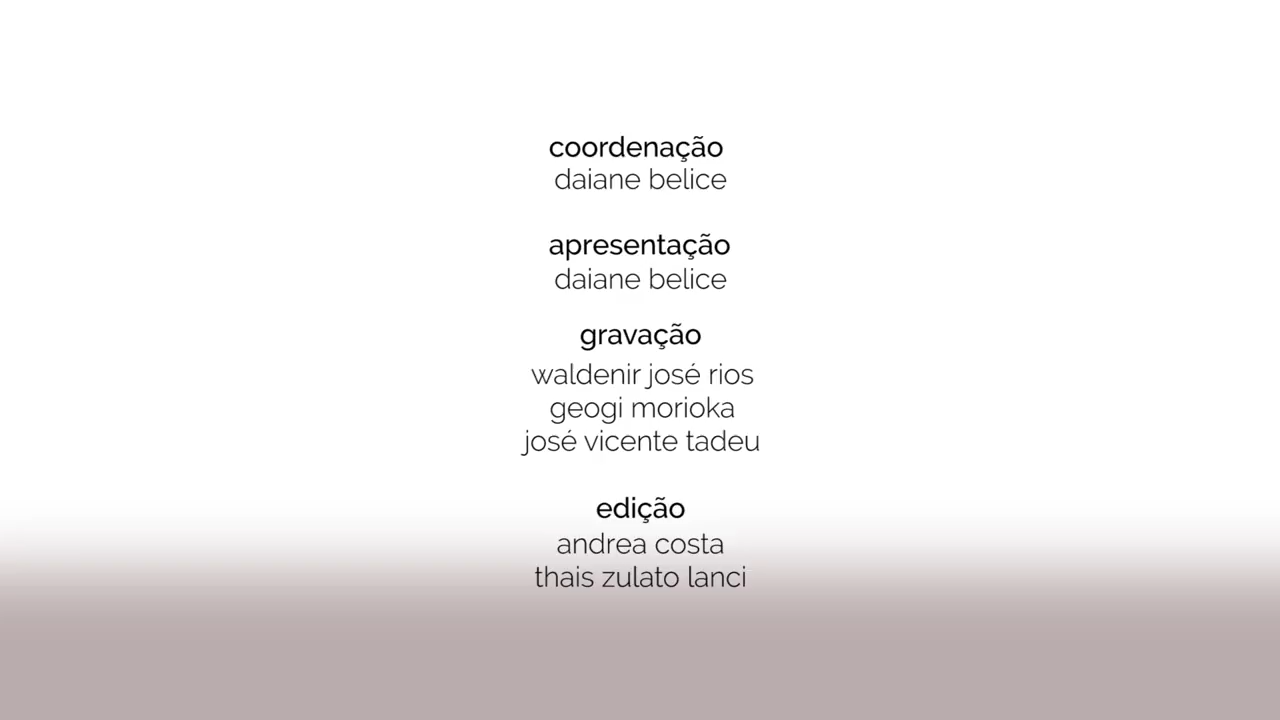 coordenação
daiane belice
apresentação
daiane belice
gravação
waldenir josé rios
geogi morioka
josé vicente tadeu
edição
andrea costa
thais zulato lanci